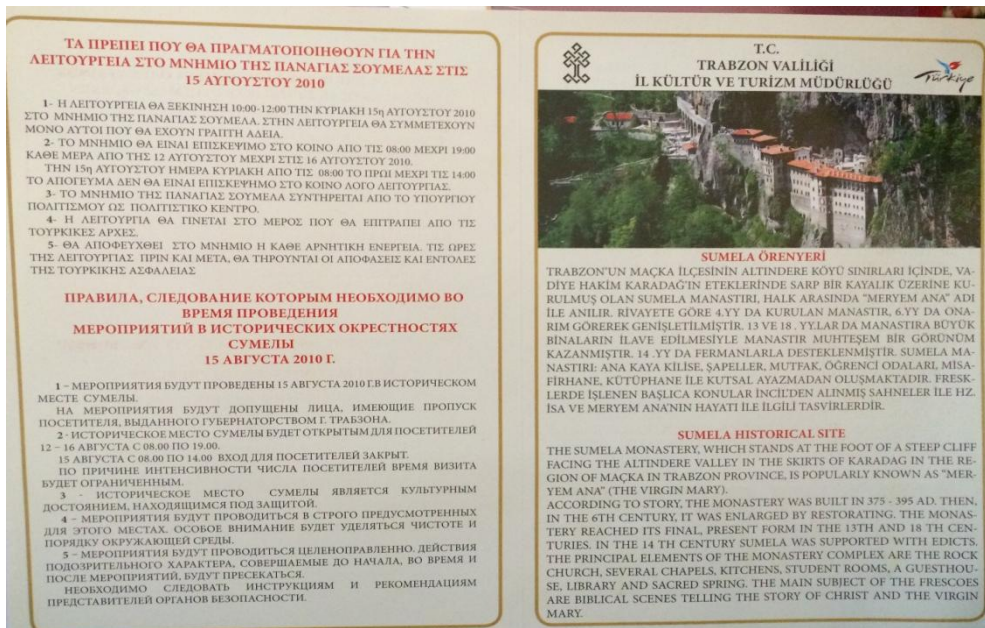 ΤΑ ΠΡΕΠΕΙ ΠΟΥ ΘΑ ΠΡΑΓΜΑΤΟΠΟΙΗΘΟΥΝ ΓΙΑ ΤΗΝ
ΛΕΙΤΟΥΡΓΕΙΑ ΣΤΟ ΜΝΗΜΙΟ ΤΗΣ ΠΑΝΑΓΙΑΣ ΣΟΥΜΕΛΑΣ ΣΤΙΣ
15 ΑΥΓΟΥΣΤΟΥ 2010
1- Η ΛΕΙΤΟΥΡΓΕΙΑ ΘΑ ΞΕΚΙΝΗΣΗ 10:00-12:00 ΤΗΝ ΚΥΡΙΑΚΗ 15η ΑΥΓΟΥΣΤΟΥ 2010
ΣΤΟ ΜΝΗΜΙΟ ΤΗΣ ΠΑΝΑΓΙΑΣ ΣΟΥΜΕΛΑ. ΣΤΗΝ ΛΕΙΤΟΥΡΓΕΙΑ ΘΑ ΣΥΜΜΕΤΕΧΟΥΝ
ΜΟΝΟ ΑΥΤΟΙ ΠΟΥ ΘΑ ΕΧΟΥΝ ΓΡΑΠΤΗ ΑΔΕΙΑ.
2- ΤΟ ΜΝΗΜΙΟ ΘΑ ΕΙΝΑΙ ΕΠΙΣΚΕΨΙΜΟ ΣΤΟ ΚΟΙΝΟ ΑΠΟ ΤΙΣ 08:00 ΜΕΧΡΙ 19:00
ΚΑΘΕ ΜΕΡΑ ΑΠΟ ΤΗΣ 12 ΑΥΓΟΥΣΤΟΥ ΜΕΧΡΙ ΣΤΙΣ 16 ΑΥΓΟΥΣΤΟΥ 2010.
ΤΗΝ 15η ΑΥΓΟΥΣΤΟΥ ΗΜΕΡΑ ΚΥΡΙΑΚΗ ΑΠΟ ΤΙΣ 08:00 ΤΟ ΠΡΩΙ ΜΕΧΡΙ ΤΙΣ 14:00
ΤΟ ΑΠΟΓΕΥΜΑ ΔΕΝ ΘΑ ΕΙΝΑΙ ΕΠΙΣΚΕΨΗΜΟ ΣΤΟ ΚΟΙΝΟ ΛΟΓΟ ΛΕΙΤΟΥΡΓΙΑΣ.
3- ΤΟ ΜΝΗΜΙΟ ΤΗΣ ΠΑΝΑΓΙΑΣ ΣΟΥΜΕΛΑ ΣΥΝΤΗΡΕΙΤΑΙ ΑΠΟ ΤΟ ΥΠΟΥΡΓΙΟΥ
ΠΟΛΙΤΙΣΜΟΥ ΩΣ ΠΟΛΙΤΙΣΤΙΚΟ ΚΕΝΤΡΟ.
4- Η ΛΕΙΤΟΥΡΓΙΑ ΘΑ ΓΙΝΕΤΑΙ ΣΤΟ ΜΕΡΟΣ ΠΟΥ ΘΑ ΕΠΙΤΡΑΠΕΙ ΑΠΟ ΤΙΣ
ΤΟΥΡΚΙΚΕΣ ΑΡΧΕΣ.
5- ΘΑ ΑΠΟΦΕΥΧΘΕΙ ΣΤΟ ΜΝΗΜΙΟ Η ΚΑΘΕ ΑΡΝΗΤΙΚΗ ΕΝΕΡΓΕΙΑ. ΤΙΣ ΩΡΕΣ
ΤΗΣ ΛΕΙΤΟΥΡΓΙΑΣ ΠΡΙΝ ΚΑΙ ΜΕΤΑ, ΘΑ ΤΗΡΟΥΝΤΑΙ ΟΙ ΑΠΟΦΑΣΕΙΣ ΚΑΙ ΕΝΤΟΛΕΣ
ΤΗΣ ΤΟΥΡΚΙΚΗΣ ΑΣΦΑΛΕΙΑΣ
ПРАВИЛА, СЛЕДОВАНИЕ КОТОРЫМ НЕОБХОДИМО ВО
ВРЕМЯ ПРОВЕДЕНИЯ
МЕРОПРИЯТИЙ В ИСТОРИЧЕСКИХ ОКРЕСТНОСТЯХ
СУМЕЛЫ
15 АВГУСТА 2010 Г.
1 – МЕРОПРИЯТИЯ БУДУТ ПРОВЕДЕНЫ 15 АВГУСТА 2010 Г.В ИСТОРИЧЕСКОМ
МЕСТЕ СУМЕЛЫ.
НА МЕРОПРИЯТИЯ БУДУТ ДОПУЩЕНЫ ЛИЦА, ИМЕЮЩИЕ ПРОПУСК
ПОСЕТИТЕЛЯ, ВЫДАННОГО ГУБЕРНАТОРСТВОМ Г. ТРАБЗОНА.
2 - ИСТОРИЧЕСКОЕ МЕСТО СУМЕЛЫ БУДЕТ ОТКРЫТЫМ ДЛЯ ПОСЕТИТЕЛЕЙ
12 – 16 АВГУСТА С 08.00 ПО 19.00.
15 АВГУСТА С 08.00 ПО 14.00 ВХОД ДЛЯ ПОСЕТИТЕЛЕЙ ЗАКРЫТ.
ПО ПРИЧИНЕ ИНТЕНСИВНОСТИ ЧИСЛА ПОСЕТИТЕЛЕЙ ВРЕМЯ ВИЗИТА
БУДЕТ ОГРАНИЧЕННЫМ.
3 - ИСТОРИЧЕСКОЕ МЕСТО СУМЕЛЫ ЯВЛЯЕТСЯ КУЛЬТУРНЫМ
ДОСТОЯНИЕМ, НАХОДЯЩИМСЯ ПОД ЗАЩИТОЙ.
4 – МЕРОПРИЯТИЯ БУДУТ ПРОВОДИТЬСЯ В СТРОГО ПРЕДУСМОТРЕННЫХ
ДЛЯ ЭТОГО МЕСТАХ. ОСОБОЕ ВНИМАНИЕ БУДЕТ УДЕЛЯТЬСЯ ЧИСТОТЕ И
ПОРЯДКУ ОКРУЖАЮЩЕЙ СРЕДЫ.
5 – МЕРОПРИЯТИЯ БУДУТ ПРОВОДИТЬСЯ ЦЕЛЕНОПРАВЛЕННО. ДЕЙСТВИЯ
ПОДОЗРИТЕЛЬНОГО ХАРАКТЕРА, СОВЕРШАЕМЫЕ ДО НАЧАЛА, ВО ВРЕМЯ И
ПОСЛЕ МЕРОПРИЯТИЙ, БУДУТ ПРЕСЕКАТЬСЯ.
НЕОБХОДИМО СЛЕДОВАТЬ ИНСТРУКЦИЯМ И РЕКОМЕНДАЦИЯМ
ПРЕДСТАВИТЕЛЕЙ ОРГАНОВ БЕЗОПАСНОСТИ.
T.C.
TRABZON VALİLİĞİ
İL KÜLTÜR VE TURİZM MÜDÜRLÜĞÜ
Türkiye
SUMELA ÖRENYERİ
TRABZON'UN MAÇKA İLÇESİNİN ALTINDERE KÖYÜ SINIRLARI İÇİNDE, VA-
DİYE HAKİM KARADAĞ'IN ETEKLERİNDE SARP BİR KAYALIK ÜZERİNE KU-
RULMUŞ OLAN SUMELA MANASTIRI, HALK ARASINDA "MERYEM ANA" ADI
İLE ANILIR. RİVAYETE GÖRE 4.YY DA KURULAN MANASTIR, 6.YY DA ONA-
RIM GÖREREK GENİŞLETİLMİŞTİR. 13 VE 18 . YY.LAR DA MANASTIRA BÜYÜK
BİNALARIN İLAVE EDİLMESİYLE MANASTIR MUHTEŞEM BİR GÖRÜNÜM
KAZANMIŞTIR. 14 .YY DA FERMANLARLA DESTEKLENMİŞTİR. SUMELA MA-
NASTIRI: ANA KAYA KİLİSE, ŞAPELLER, MUTFAK, ÖĞRENCİ ODALARI, MİSA-
FİRHANE, KÜTÜPHANE İLE KUTSAL AYAZMADAN OLUŞMAKTADIR. FRESK-
LERDE İŞLENEN BAŞLICA KONULAR İNCİL'DEN ALINMIŞ SAHNELER İLE HZ.
İSA VE MERYEM ANA'NIN HAYATI İLE İLGİLİ TASVİRLERDİR.
SUMELA HISTORICAL SITE
THE SUMELA MONASTERY, WHICH STANDS AT THE FOOT OF A STEEP CLIFF
FACING THE ALTINDERE VALLEY IN THE SKIRTS OF KARADAG IN THE RE-
GION OF MAÇKA IN TRABZON PROVINCE, IS POPULARLY KNOWN AS "MER-
YEM ANA" (THE VIRGIN MARY).
ACCORDING TO STORY, THE MONASTERY WAS BUILT IN 375 - 395 AD. THEN,
IN THE 6TH CENTURY, IT WAS ENLARGED BY RESTORATING. THE MONAS-
TERY REACHED ITS FINAL, PRESENT FORM IN THE 13TH AND 18 TH CEN-
TURIES. IN THE 14 TH CENTURY SUMELA WAS SUPPORTED WITH EDICTS.
THE PRINCIPAL ELEMENTS OF THE MONASTERY COMPLEX ARE THE ROCK
CHURCH, SEVERAL CHAPELS, KITCHENS, STUDENT ROOMS, A GUESTHOU-
SE, LIBRARY AND SACRED SPRING. THE MAIN SUBJECT OF THE FRESCOES
ARE BIBLICAL SCENES TELLING THE STORY OF CHRIST AND THE VIRGIN
MARY.